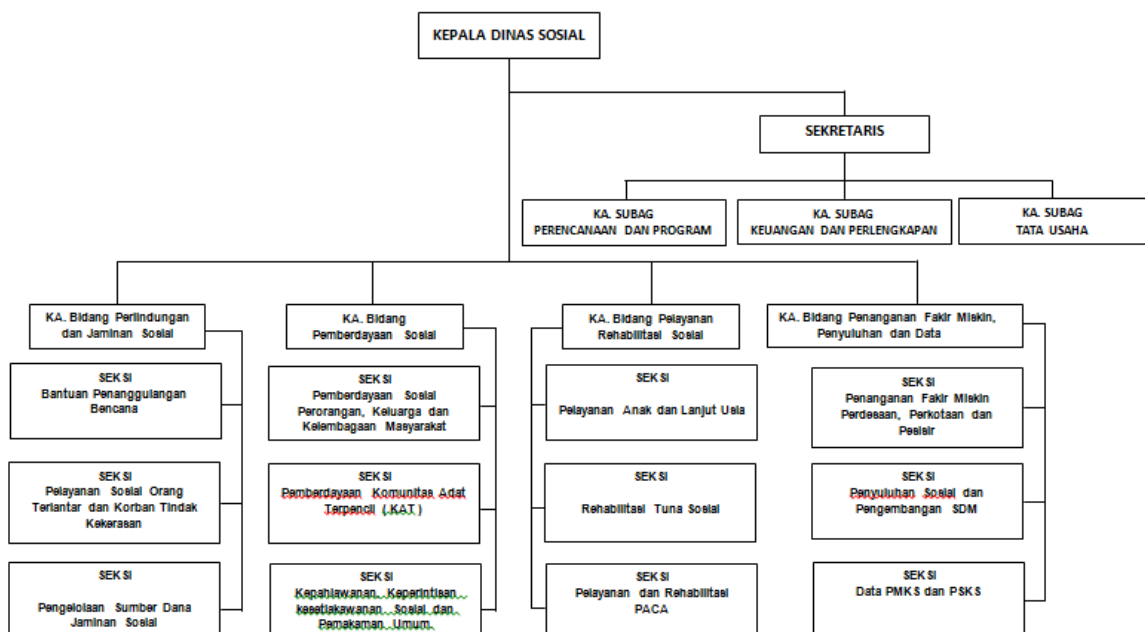 KEPALA DINAS SOSIAL
SEKRETARIS
KA. SUBAG
PERENCANAAN DAN PROGRAM
KA. SUBAG
KEUANGAN DAN PERLENGKAPAN
KA. SUBAG
TATA USAHA
KA. Bidang Perlindungan
dan Jaminan Sosial
KA. Bidang
Pemberdayaan Sosial
KA. Bidang Pelayanan
Rehabilitasi Sosial
KA. Bidang Penanganan Fakir Miskin,
Penyuluhan dan Data
SEKSI
Bantuan Penanggulangan
Bencana
SEKSI
Pemberdayaan Sosial
Perorangan, Keluarga dan
Kelembagaan Masyarakat
SEKSI
Pelayanan Anak dan Lanjut Usia
SEKSI
Penanganan Fakir Miskin
Perdesaan, Perkotaan dan
Pesisir
SEKSI
Pelayanan Sosial Orang
Terlantar dan Korban Tindak
Kekerasan
SEKSI
Pemberdayaan Komunitas Adat
Terpencil (.KAT )
SEKSI
Rehabilitasi Tuna Sosial
SEKSI
Penyuluhan Sosial dan
Pengembangan SDM
SEKSI
Pengelolaan Sumber Dana
Jaminan Sosial
SEKSI
Kepahlawanan, Keperintisan
kesetiakawanan Sosial dan
Pemakaman Umum.
SEKSI
Pelayanan dan Rehabilitasi
PACA
SEKSI
Data PMKS dan PSKS